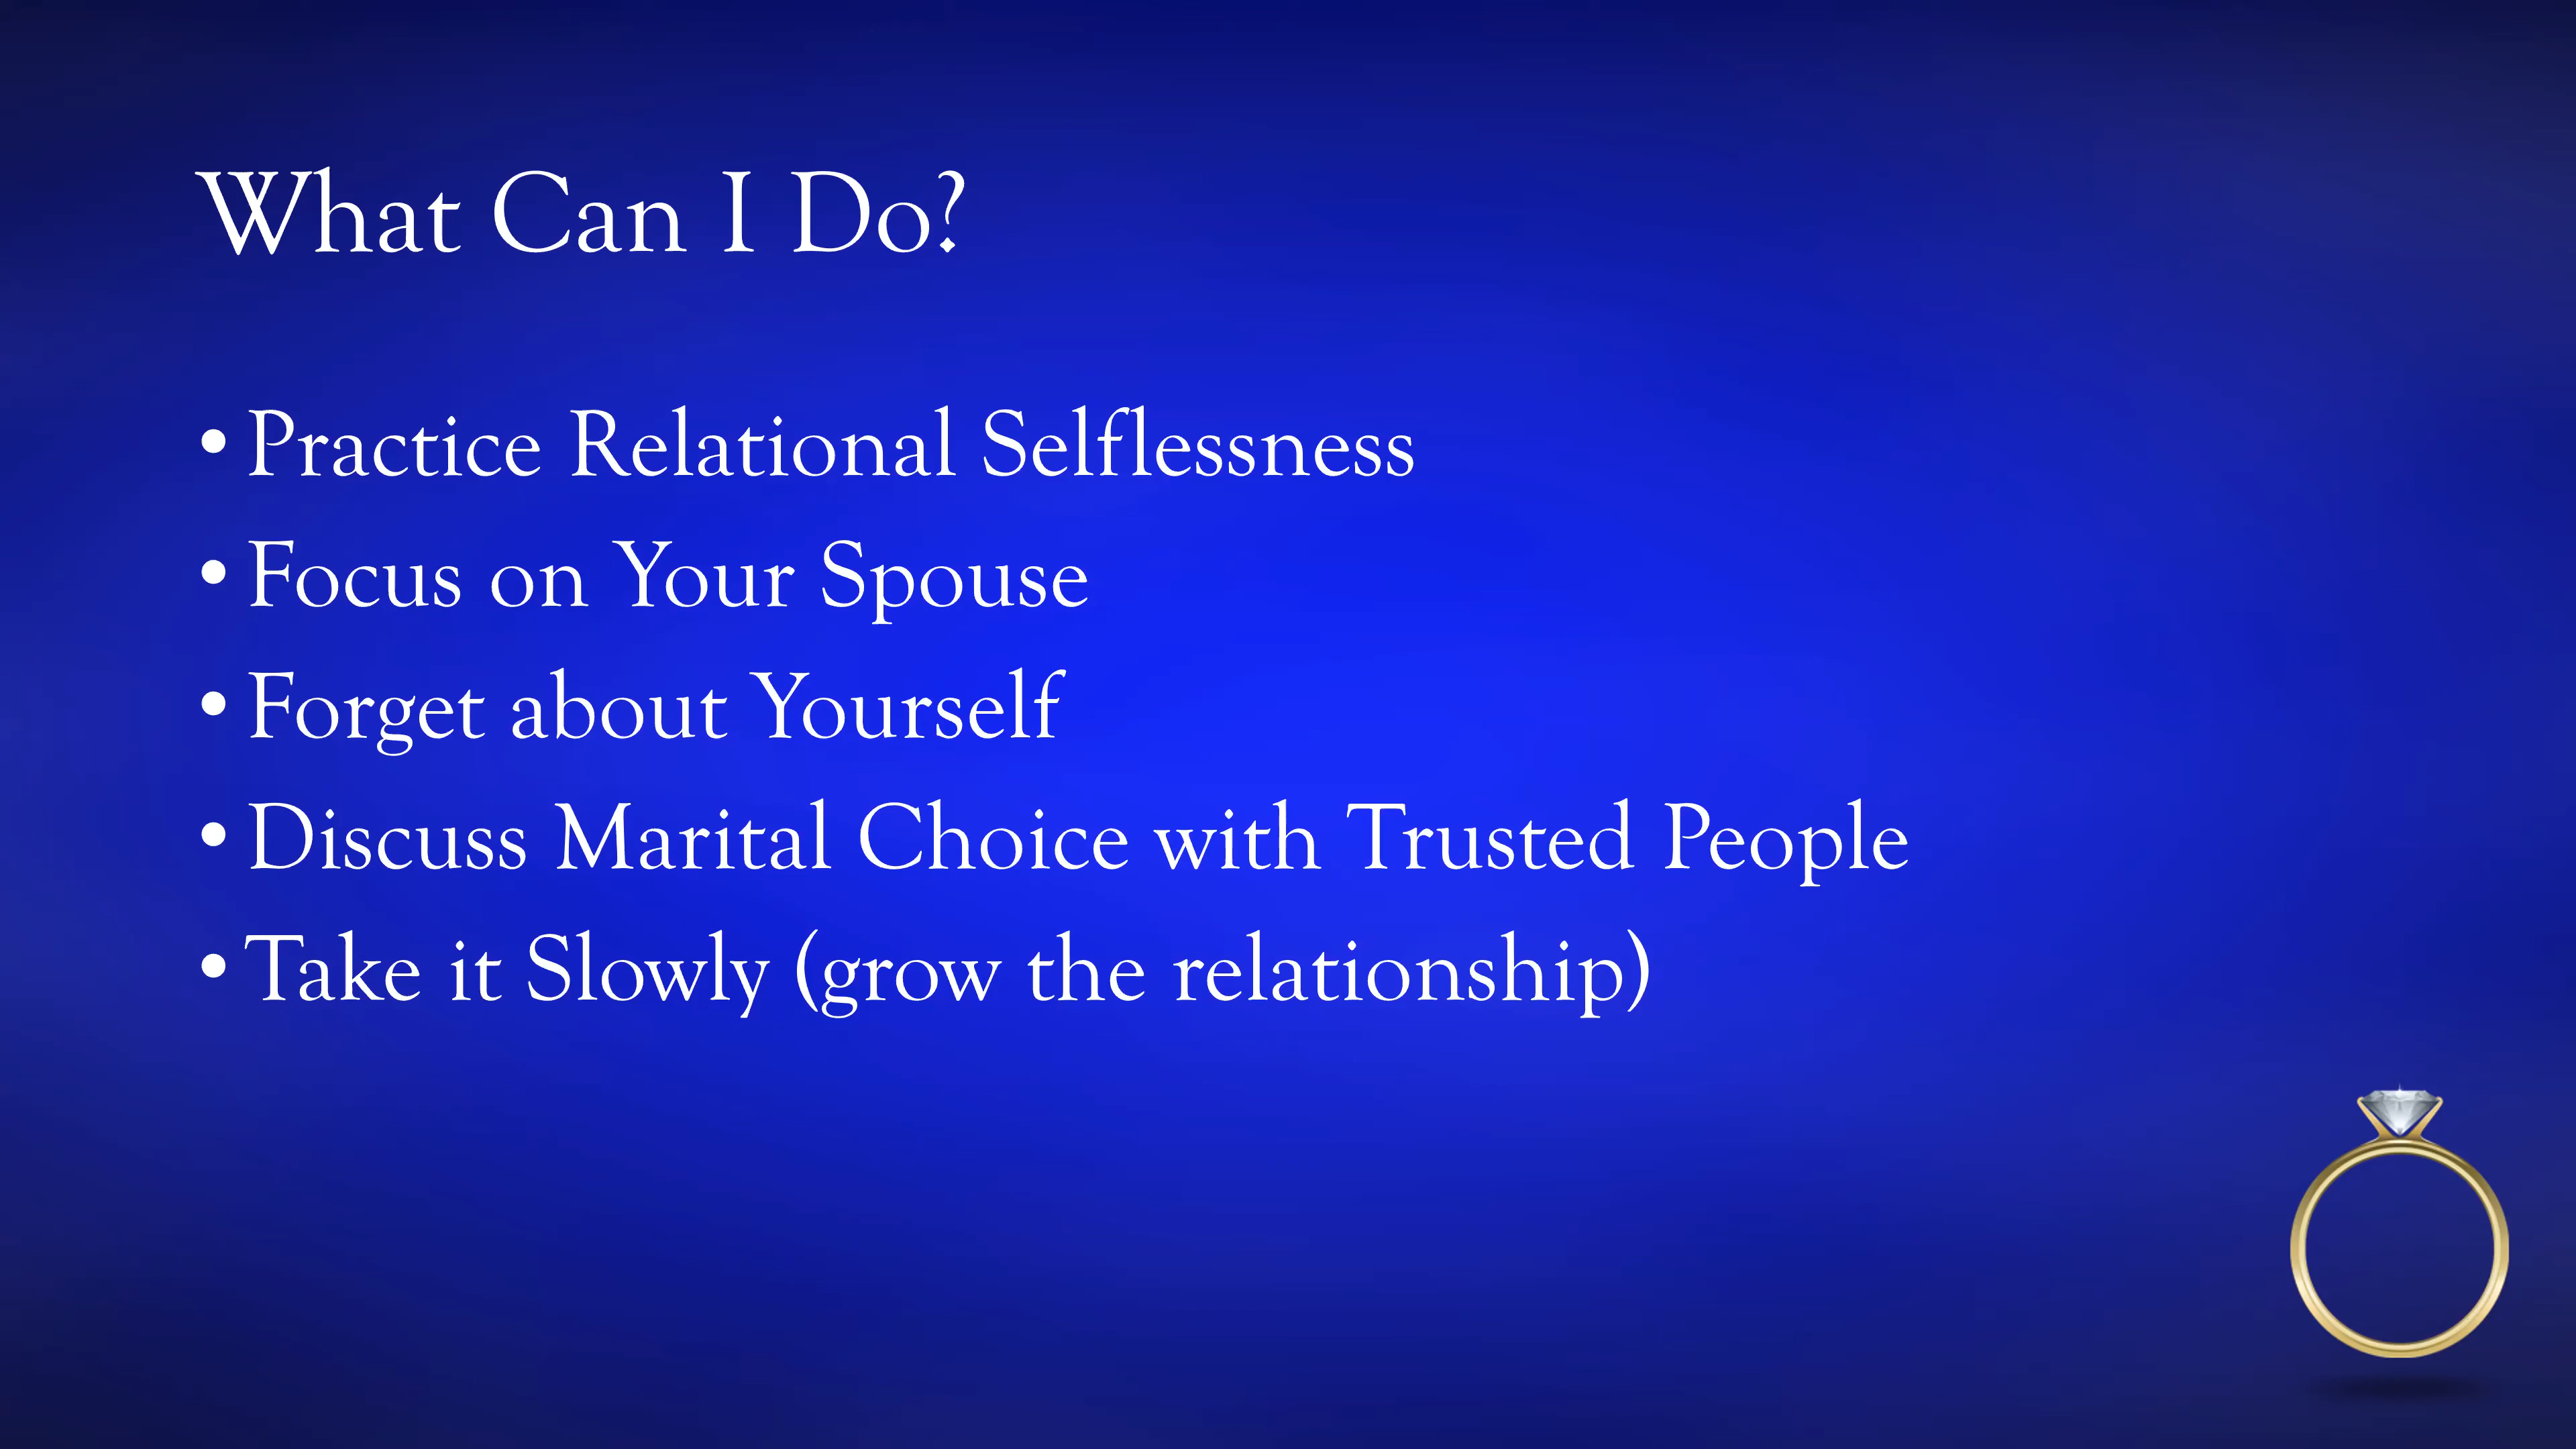 What Can I Do?
• Practice Relational Selflessness
• Focus on Your Spouse
• Forget about Yourself
• Discuss Marital Choice with Trusted People
• Take it Slowly (grow the relationship)